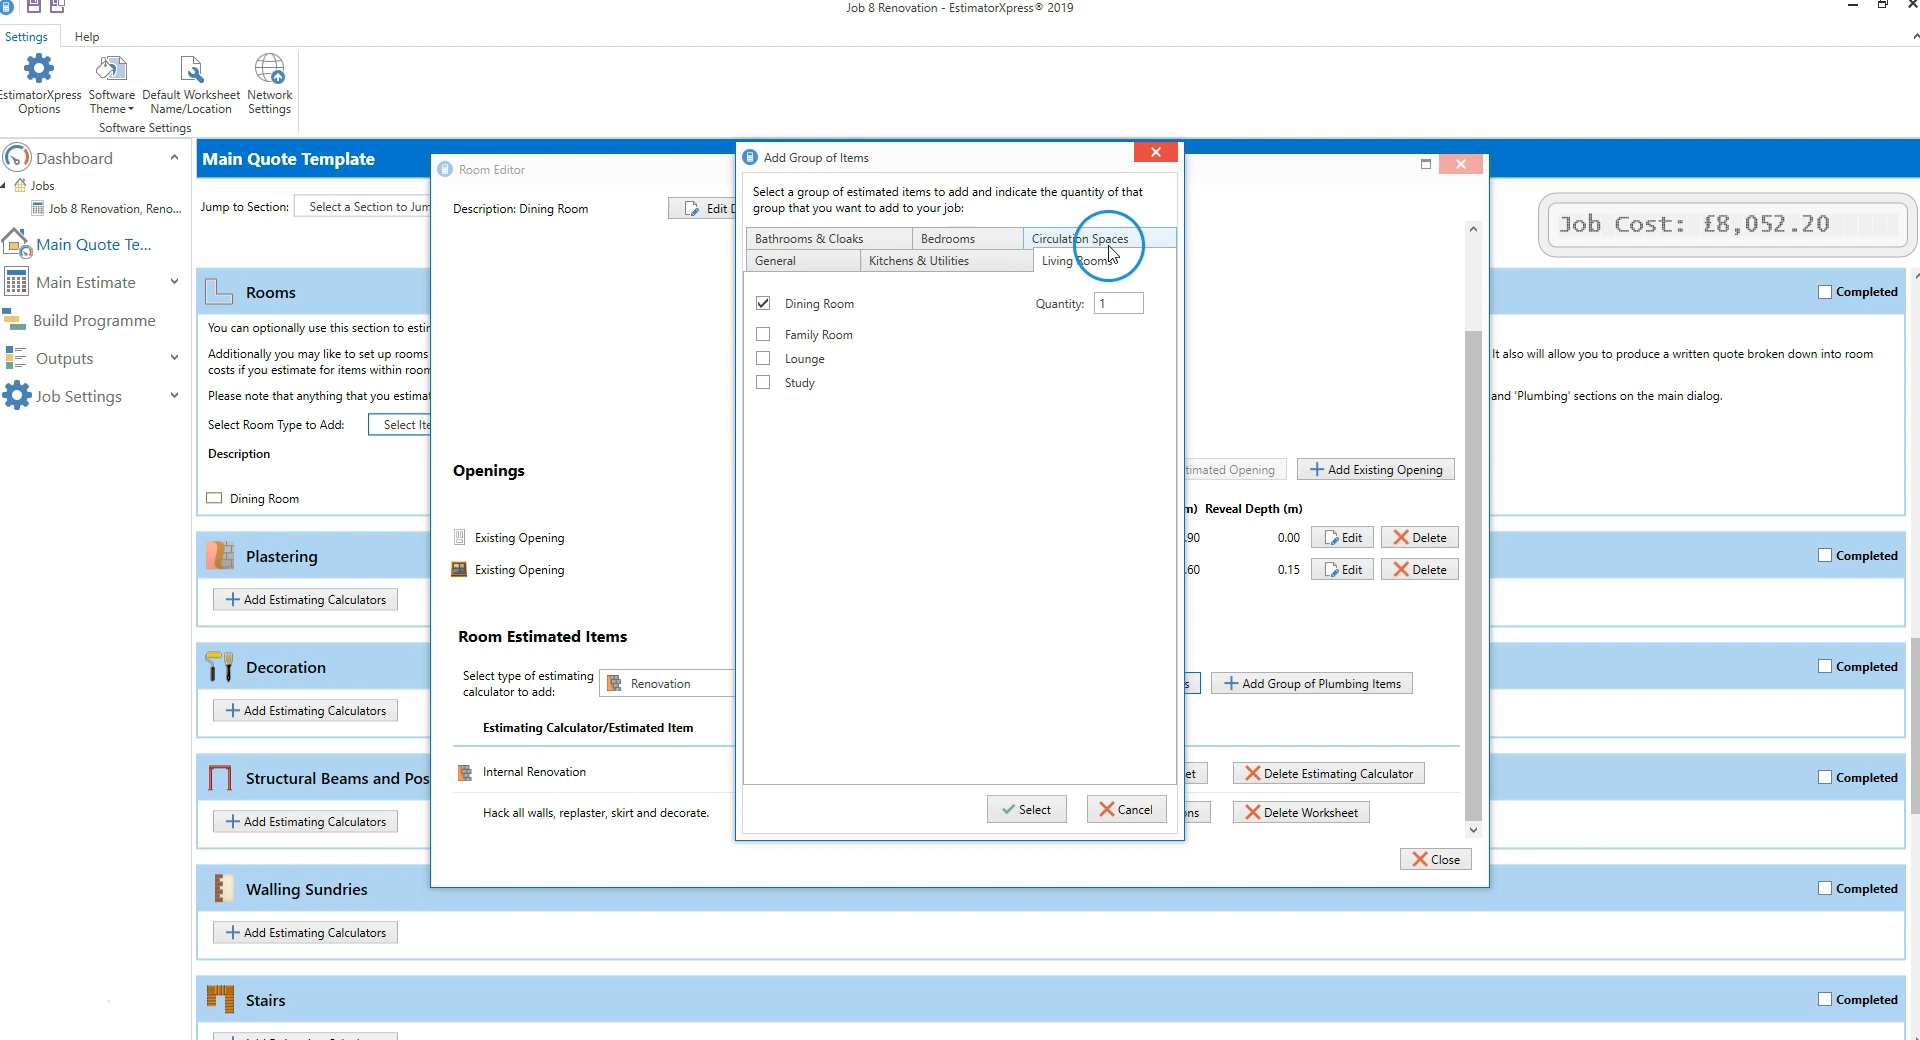 Job 8 Renovation - EstimatorXpress® 2019
Settings
Help
EstimatorXpress
Options
Software
Theme
Default Worksheet
Name/Location
Network
Settings
Software Settings
Dashboard
Jobs
Job 8 Renovation, Reno...
Main Quote Te...
Main Estimate
Build Programme
Outputs
Job Settings
Main Quote Template
Jump to Section:
Select a Section to Jum
Job Cost: £8,052.20
Rooms
Completed
You can optionally use this section to
Additionally you may like to set up rooms
It also will allow you to produce a written quote broken down into room
costs if you estimate for items within room
Please note that anything that you estima
and 'Plumbing' sections on the main dialog.
Select Room Type to Add:
Select Ite
Description
Dining Room
Plastering
Completed
Add Estimating Calculators
Decoration
Completed
Add Estimating Calculators
Structural Beams and Pos
Completed
Add Estimating Calculators
Walling Sundries
Completed
Add Estimating Calculators
Stairs
Completed
Room Editor
Description: Dining Room
Edit D
Openings
timated Opening
Add Existing Opening
m) Reveal Depth (m)
Existing Opening
.90
0.00
Edit
Delete
Existing Opening
.60
0.15
Edit
Delete
Room Estimated Items
Select type of estimating
calculator to add:
Renovation
s
Add Group of Plumbing Items
Estimating Calculator/Estimated Item
Internal Renovation
et
Delete Estimating Calculator
Hack all walls, replaster, skirt and decorate.
ons
Delete Worksheet
Close
Add Group of Items
Select a group of estimated items to add and indicate the quantity of that
group that you want to add to your job:
Bathrooms & Cloaks
Bedrooms
Circulation Spaces
General
Kitchens & Utilities
Living Rooms
Dining Room
Quantity:
1
Family Room
Lounge
Study
Select
Cancel